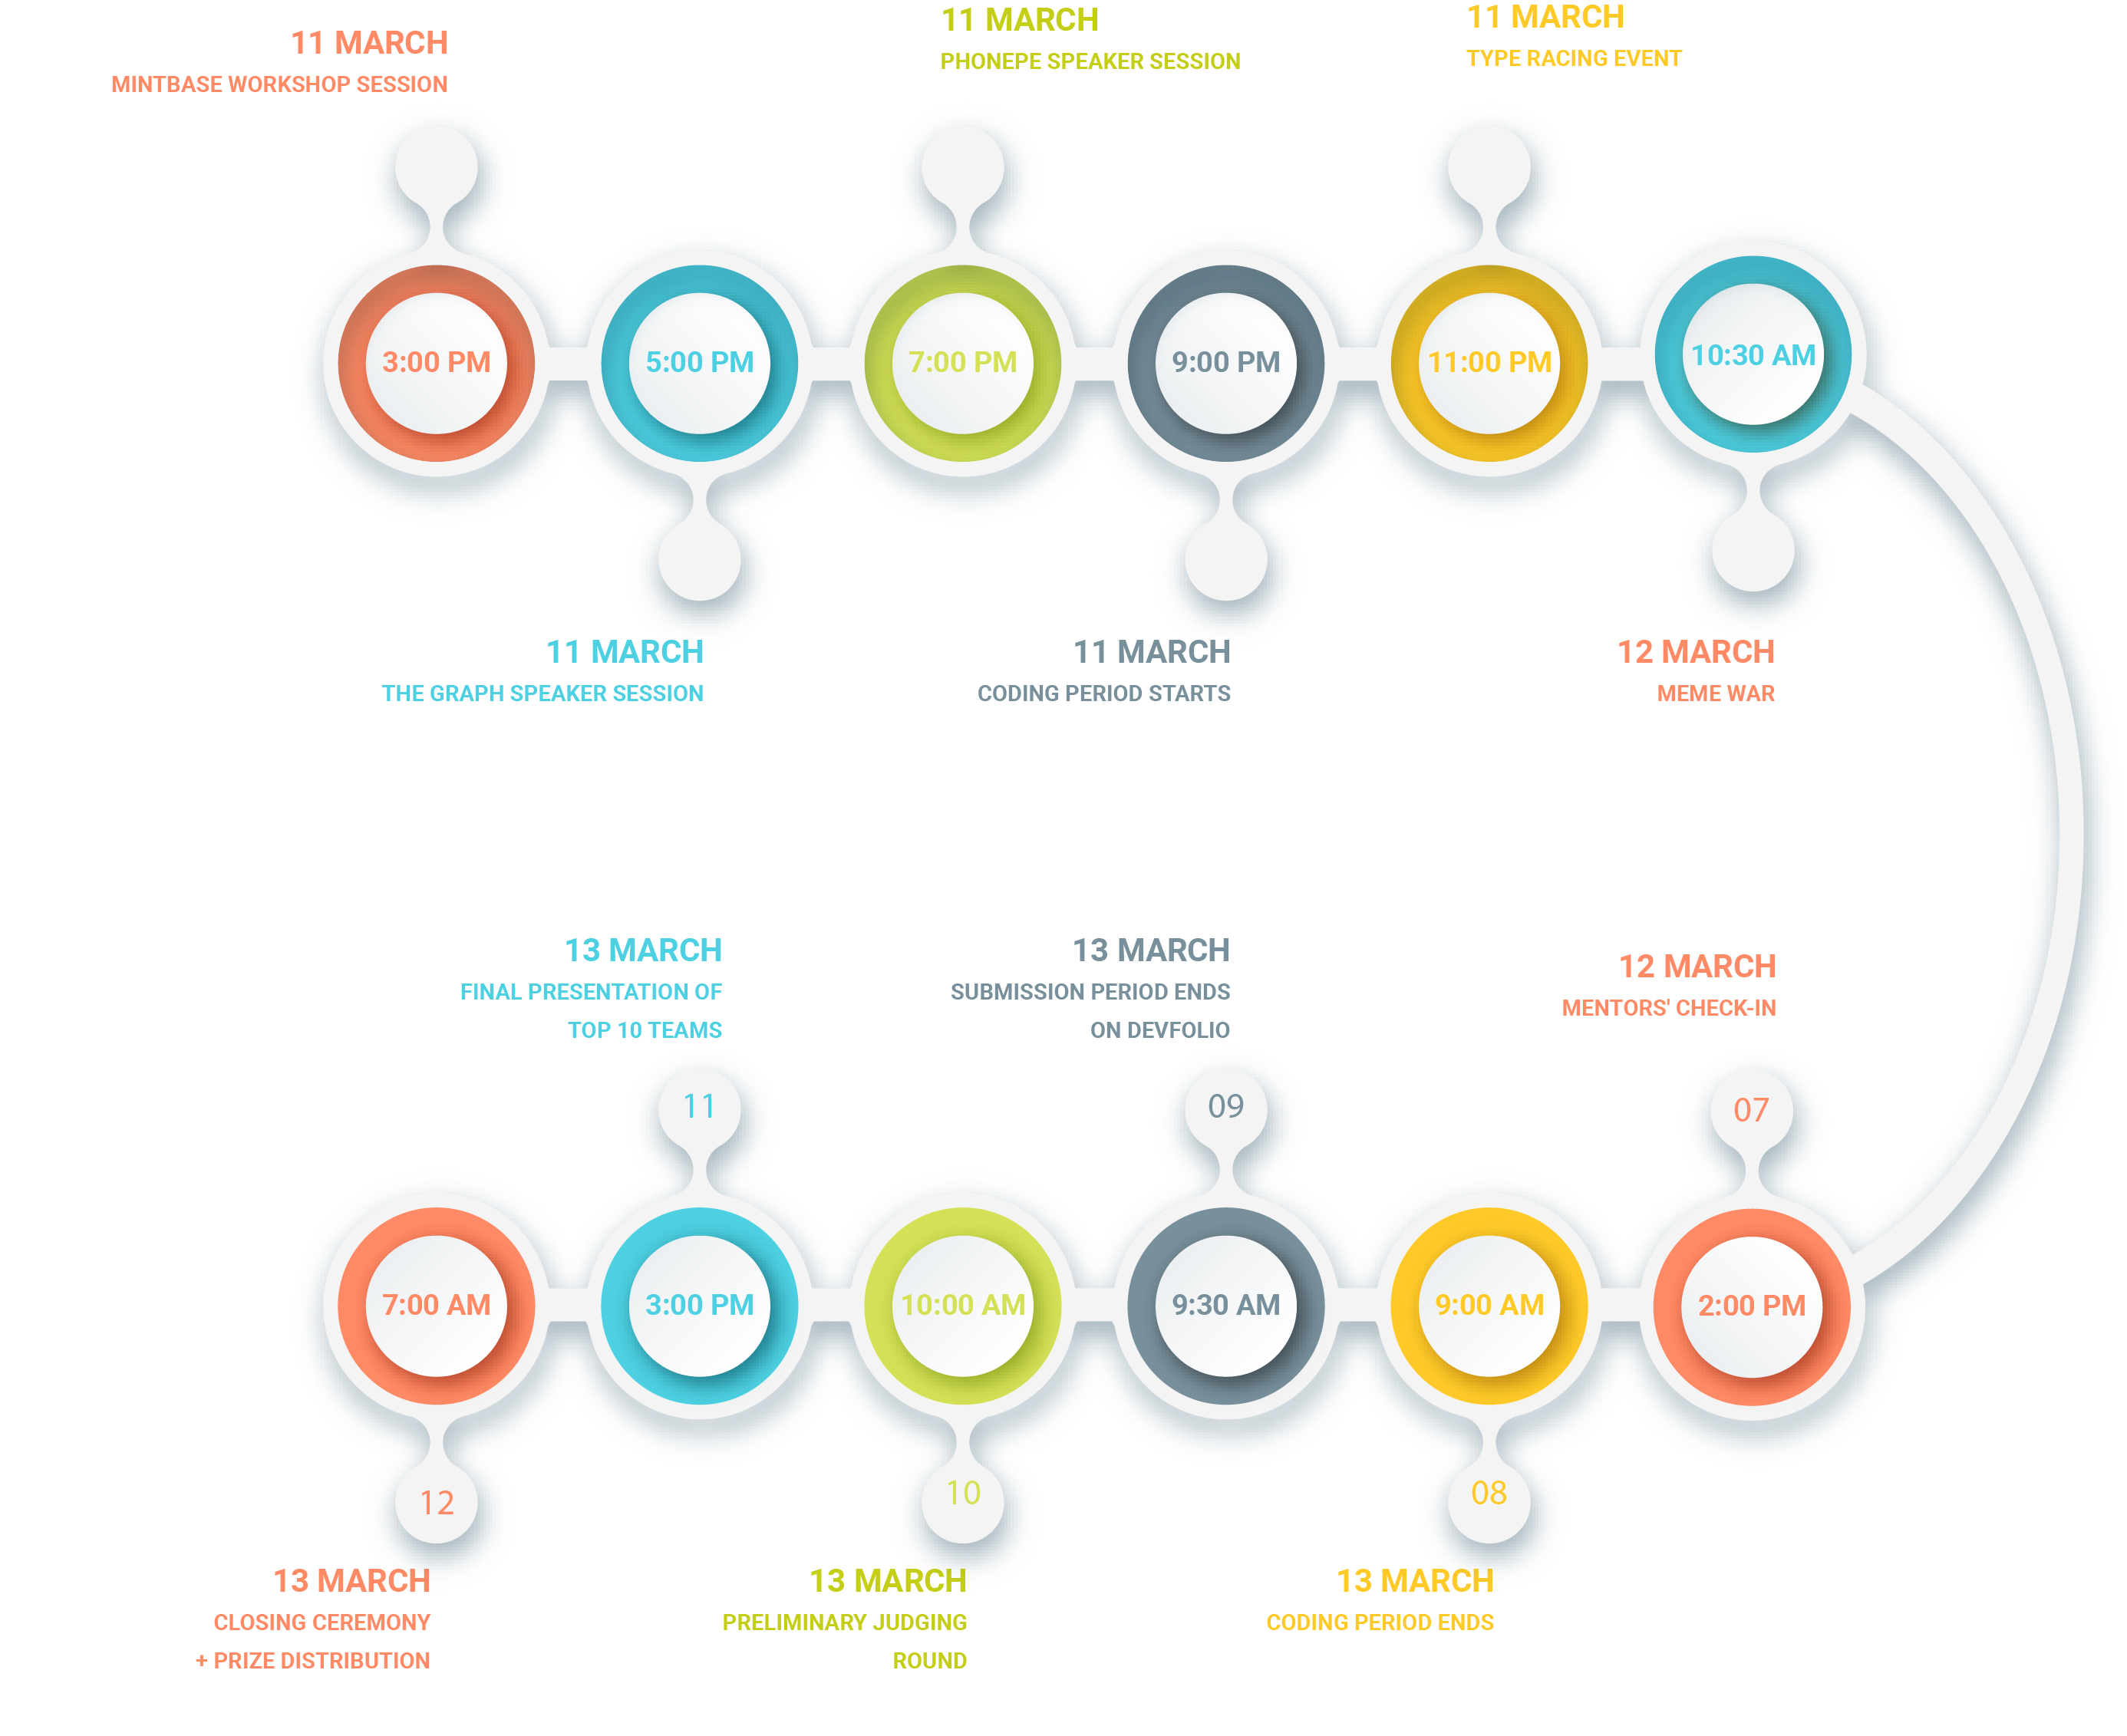 11 MARCH
MINTBASE WORKSHOP SESSION
11 MARCH
PHONEPE SPEAKER SESSION
11 MARCH
TYPE RACING EVENT
3:00 PM
5:00 PM
7:00 PM
9:00 PM
11:00 PM
10:30 AM
11 MARCH
THE GRAPH SPEAKER SESSION
11 MARCH
CODING PERIOD STARTS
12 MARCH
MEME WAR
13 MARCH
FINAL PRESENTATION OF
TOP 10 TEAMS
13 MARCH
SUBMISSION PERIOD ENDS
ON DEVFOLIO
12 MARCH
MENTORS' CHECK-IN
11
09
07
7:00 AM
3:00 PM
10:00 AM
9:30 AM
9:00 AM
2:00 PM
12
10
08
13 MARCH
CLOSING CEREMONY
+ PRIZE DISTRIBUTION
13 MARCH
PRELIMINARY JUDGING
ROUND
13 MARCH
CODING PERIOD ENDS